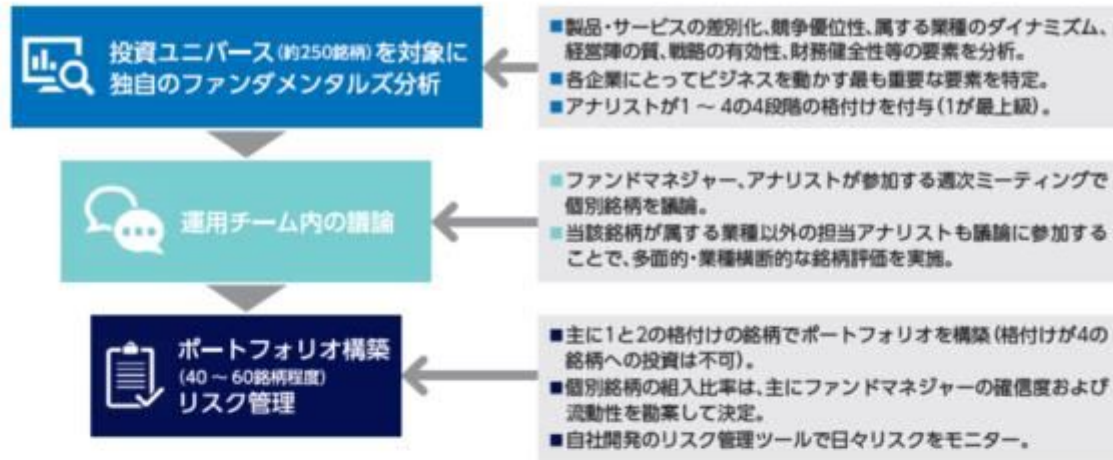 投資ユニバース(約250銘柄)を対象に
独自のファンダメンタルズ分析
■製品・サービスの差別化、競争優位性、属する業種のダイナミズム、
経営陣の質、戦略の有効性、財務健全性等の要素を分析。
■各企業にとってビジネスを動かす最も重要な要素を特定。
■アナリストが1～4の4段階の格付けを付与(1が最上級)。
運用チーム内の議論
■ファンドマネジャー、アナリストが参加する週次ミーティングで
個別銘柄を議論。
■当該銘柄が属する業種以外の担当アナリストも議論に参加する
ことで、多面的・業種横断的な銘柄評価を実施。
ポートフォリオ構築
(40～60銘柄程度)
リスク管理
■主に1と2の格付けの銘柄でポートフォリオを構築(格付けが4の
銘柄への投資は不可)。
■個別銘柄の組入比率は、主にファンドマネジャーの確信度および
流動性を勘案して決定。
■自社開発のリスク管理ツールで日々リスクをモニター。